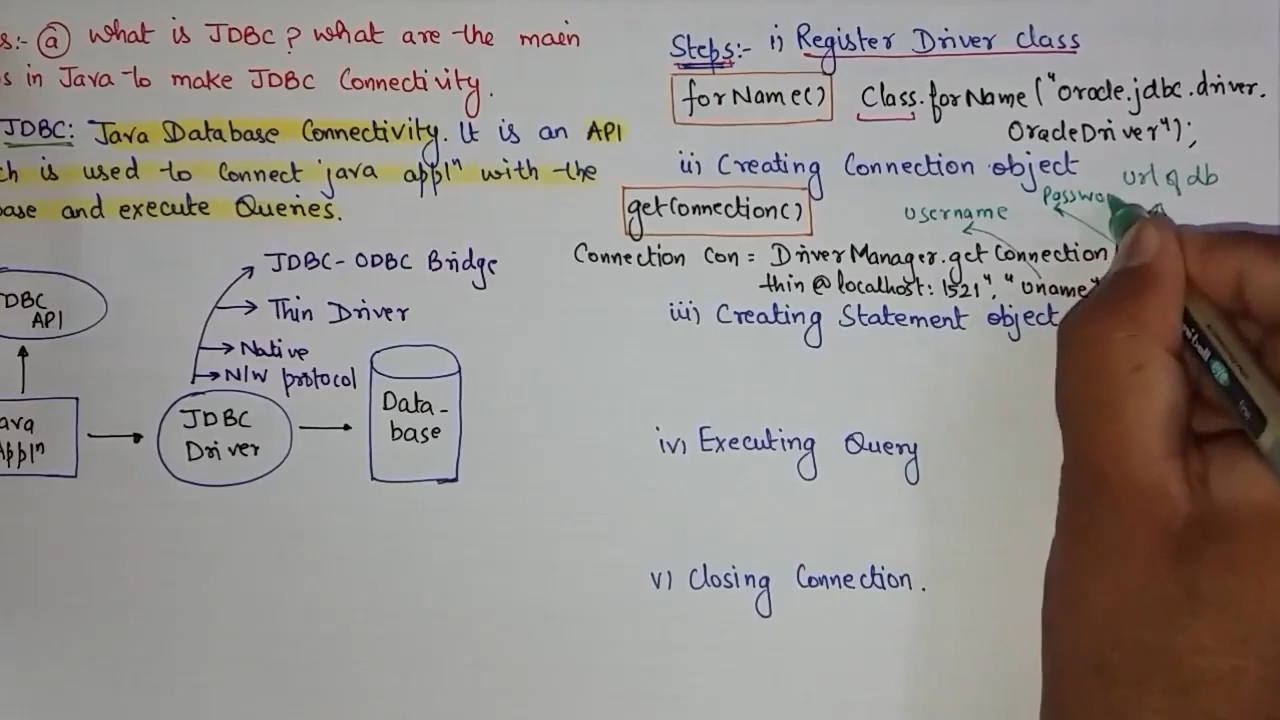 s:- (a) What is JDBC? What are the main
s in Java to make JDBC Connectivity.
JDBC: Java Database Connectivity. It is an API
ch is used to connect java applⁿ with the
base and execute Queries.
JDBC-ODBC Bridge
Thin Driver
Native
N/W protocol
DBC
API
ava
Applⁿ
JDBC
Driver
Data-
base
Steps:- i) Register Driver class
forName() Class.forName("oracle.jdbc.driver.
OracleDriver");
ii) Creating Connection object
url of db
passwo
username
getConnection()
Connection con = DriverManager.getConnection
thin@localhost:1521", "uname"
iii) Creating Statement object
iv) Executing Query
v) Closing Connection.